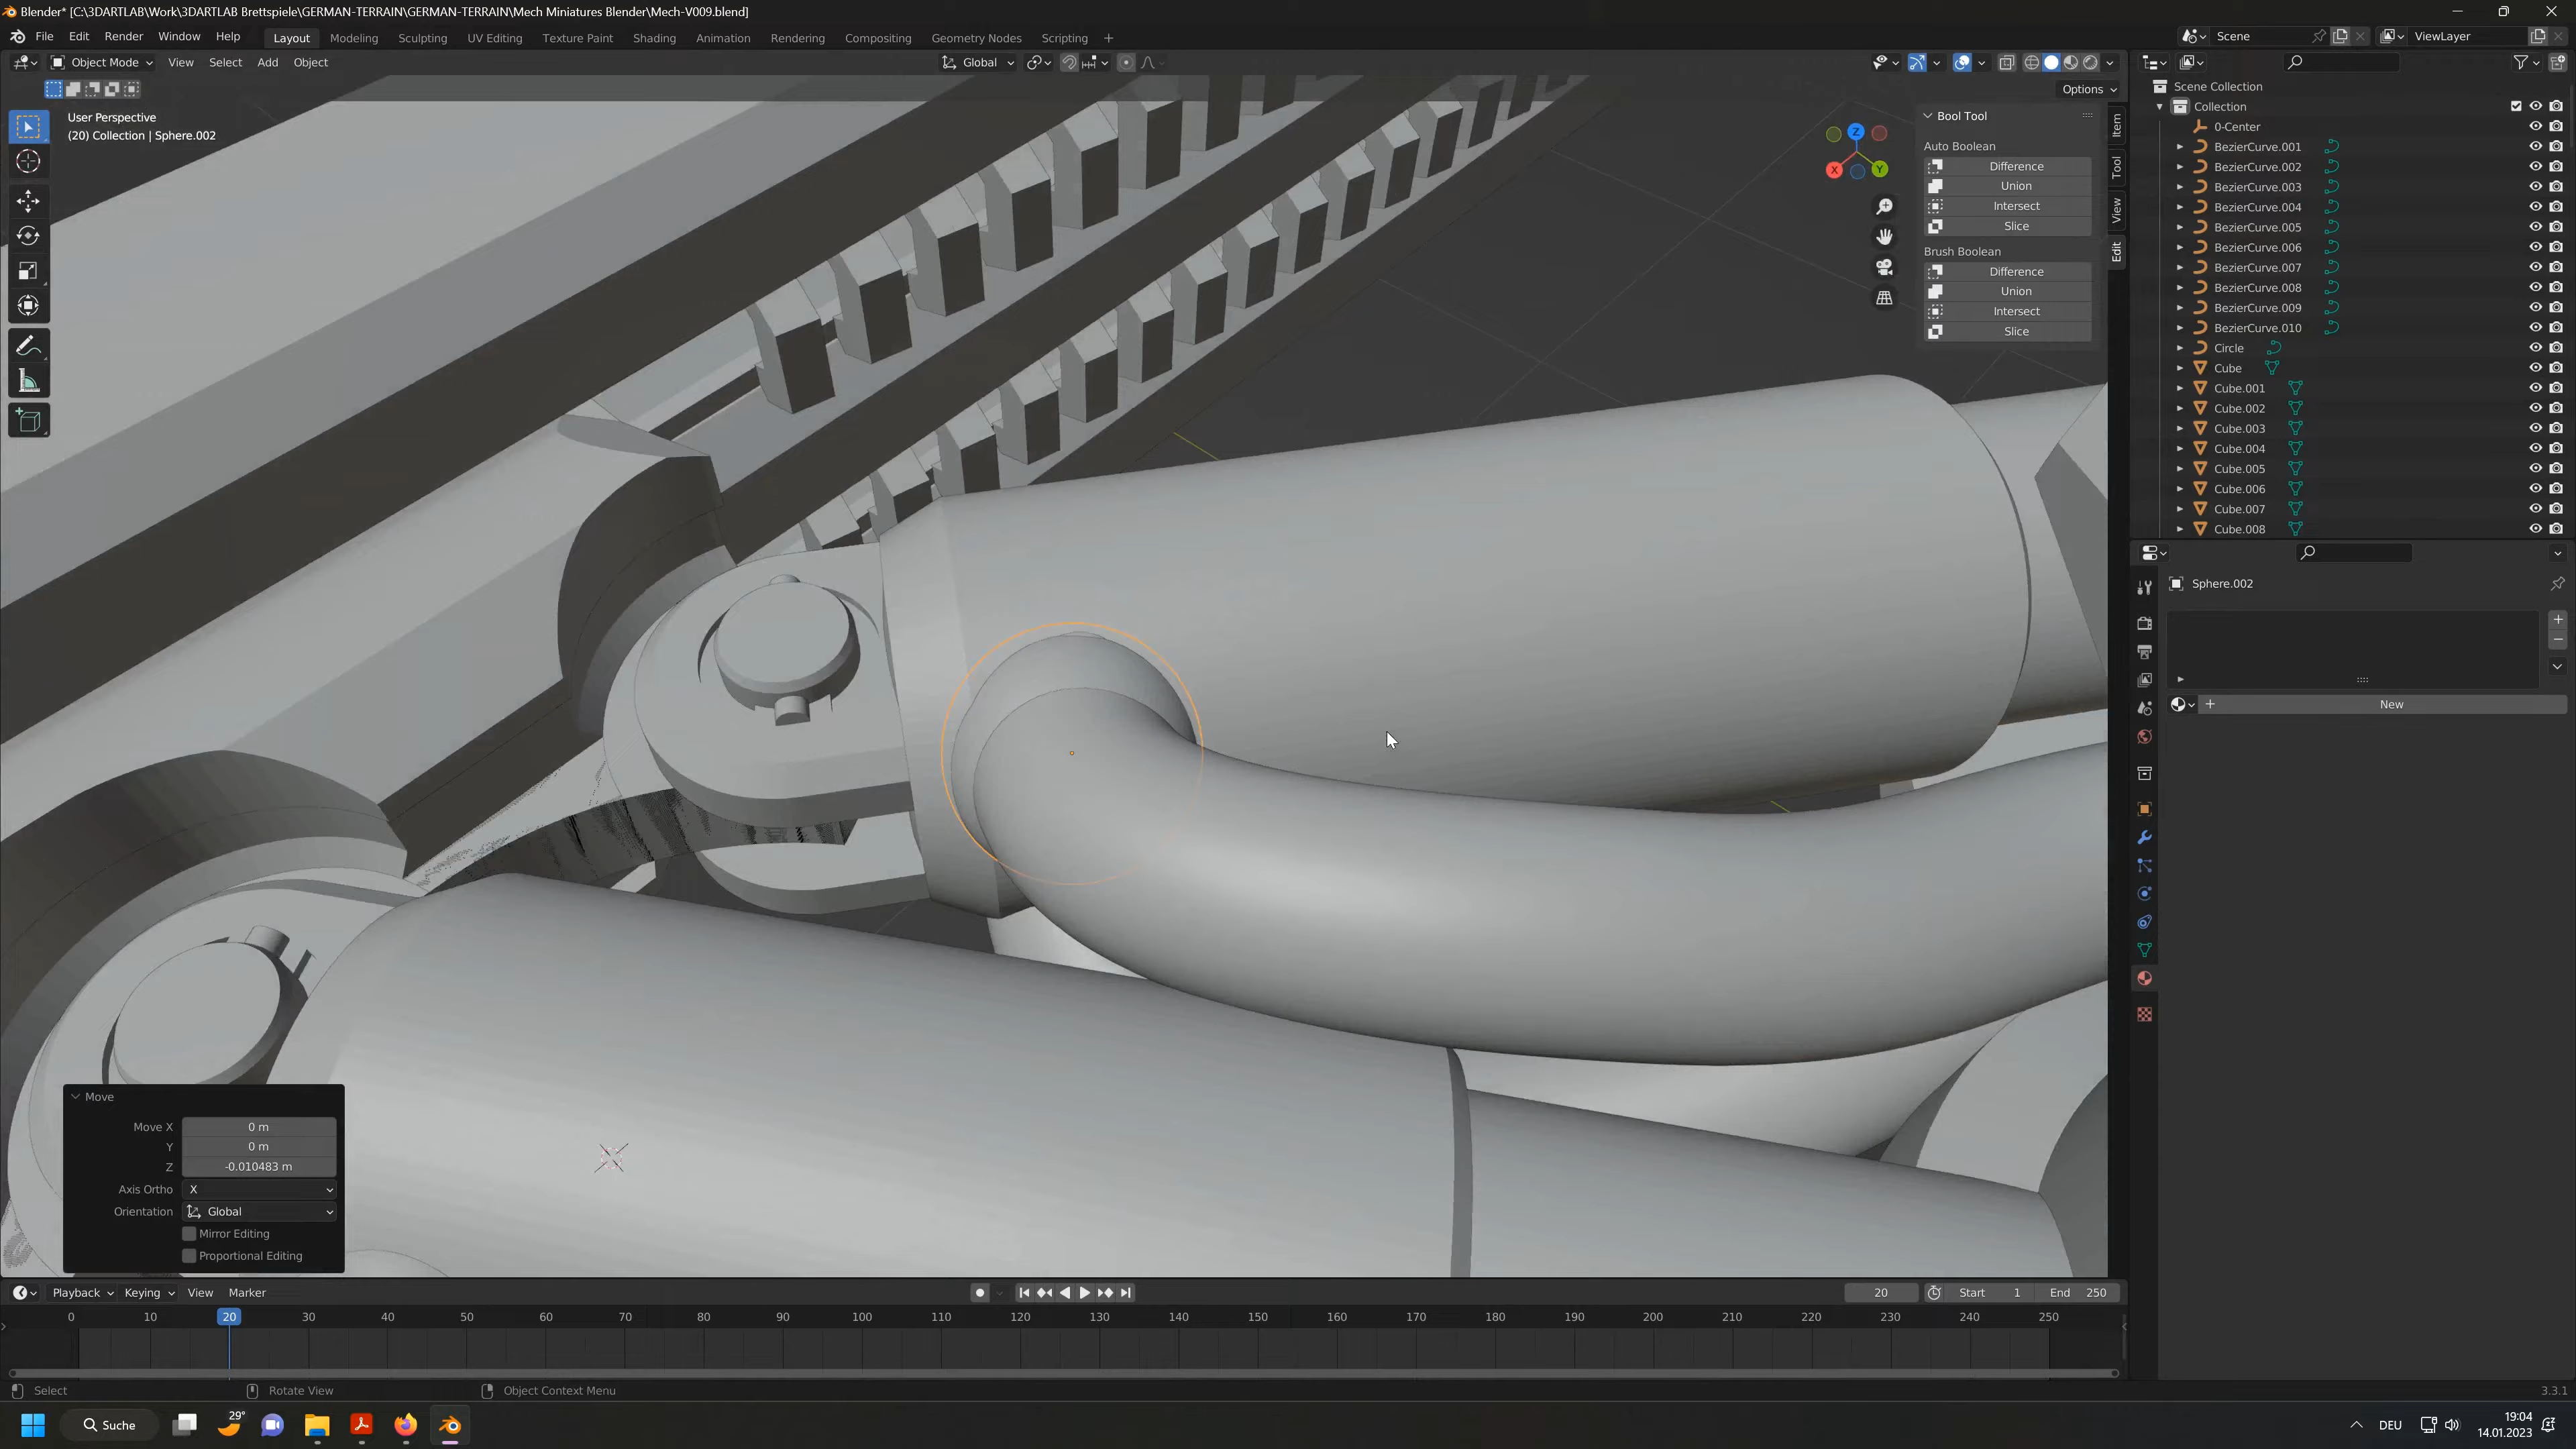 Blender* [C:\3DARTLAB\Work\3DARTLAB Brettspiele\GERMAN-TERRAIN\GERMAN-TERRAIN\Mech Miniatures Blender\Mech-V009.blend]
File Edit Render Window Help Layout Modeling Sculpting UV Editing Texture Paint Shading Animation Rendering Compositing Geometry Nodes Scripting + Scene ViewLayer
Object Mode View Select Add Object Global
Options
User Perspective
(20) Collection | Sphere.002
Z
X
Y
Bool Tool
Auto Boolean
Difference
Union
Intersect
Slice
Brush Boolean
Difference
Union
Intersect
Slice
Item
Tool
View
Edit
Scene Collection
Collection
0-Center
BezierCurve.001
BezierCurve.002
BezierCurve.003
BezierCurve.004
BezierCurve.005
BezierCurve.006
BezierCurve.007
BezierCurve.008
BezierCurve.009
BezierCurve.010
Circle
Cube
Cube.001
Cube.002
Cube.003
Cube.004
Cube.005
Cube.006
Cube.007
Cube.008
Sphere.002
New
Move
Move X 0 m
Y 0 m
Z -0.010483 m
Axis Ortho X
Orientation Global
Mirror Editing
Proportional Editing
Playback Keying View Marker 20 Start 1 End 250
0 10 20 30 40 50 60 70 80 90 100 110 120 130 140 150 160 170 180 190 200 210 220 230 240 250
Select Rotate View Object Context Menu 3.3.1
Suche 29° DEU 19:04
14.01.2023